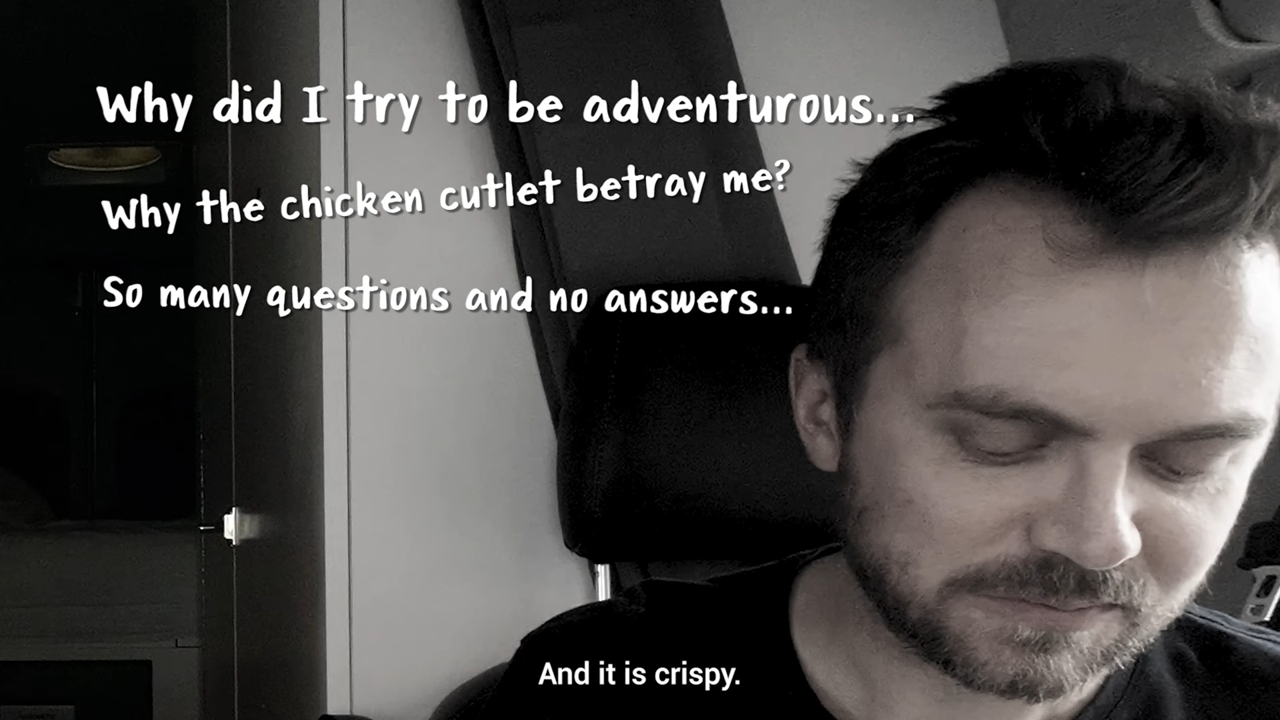 Why did I try to be adventurous...
Why the chicken cutlet betray me?
So many questions and no answers...
And it is crispy.